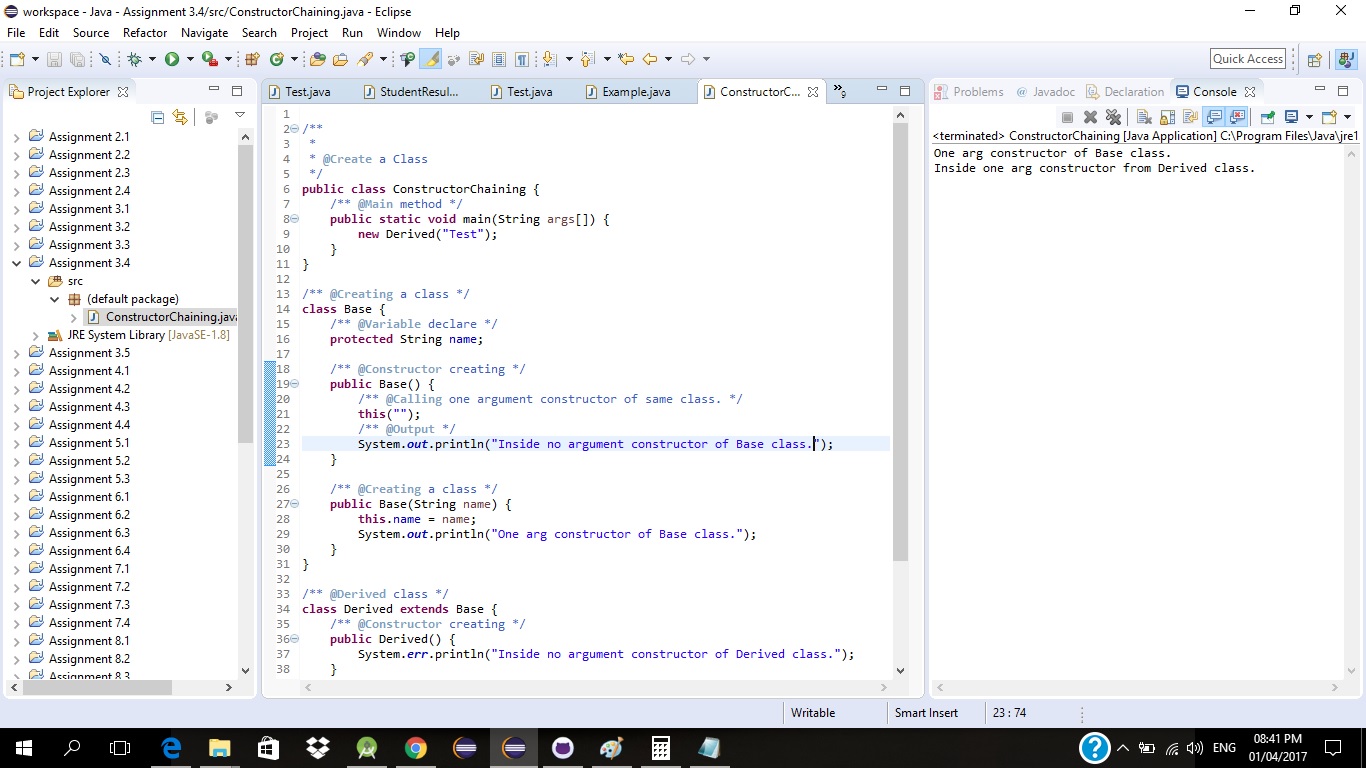 workspace - Java - Assignment 3.4/src/ConstructorChaining.java - Eclipse
File Edit Source Refactor Navigate Search Project Run Window Help
Quick Access
Project Explorer
Assignment 2.1
Assignment 2.2
Assignment 2.3
Assignment 2.4
Assignment 3.1
Assignment 3.2
Assignment 3.3
Assignment 3.4
src
(default package)
ConstructorChaining.java
JRE System Library [JavaSE-1.8]
Assignment 3.5
Assignment 4.1
Assignment 4.2
Assignment 4.3
Assignment 4.4
Assignment 5.1
Assignment 5.2
Assignment 5.3
Assignment 6.1
Assignment 6.2
Assignment 6.3
Assignment 6.4
Assignment 7.1
Assignment 7.2
Assignment 7.3
Assignment 7.4
Assignment 8.1
Assignment 8.2
Assignment 8.3
Test.java StudentResul... Test.java Example.java ConstructorC... 9
1
2 /**
3 *
4 * @Create a Class
5 */
6 public class ConstructorChaining {
7 /** @Main method */
8 public static void main(String args[]) {
9 new Derived("Test");
10 }
11 }
12
13 /** @Creating a class */
14 class Base {
15 /** @Variable declare */
16 protected String name;
17
18 /** @Constructor creating */
19 public Base() {
20 /** @Calling one argument constructor of same class. */
21 this("");
22 /** @Output */
23 System.out.println("Inside no argument constructor of Base class.");
24 }
25
26 /** @Creating a class */
27 public Base(String name) {
28 this.name = name;
29 System.out.println("One arg constructor of Base class.");
30 }
31 }
32
33 /** @Derived class */
34 class Derived extends Base {
35 /** @Constructor creating */
36 public Derived() {
37 System.err.println("Inside no argument constructor of Derived class.");
38 }
Problems @ Javadoc Declaration Console
<terminated> ConstructorChaining [Java Application] C:\Program Files\Java\jre1
One arg constructor of Base class.
Inside one arg constructor from Derived class.
Writable Smart Insert 23 : 74
ENG
08:41 PM
01/04/2017